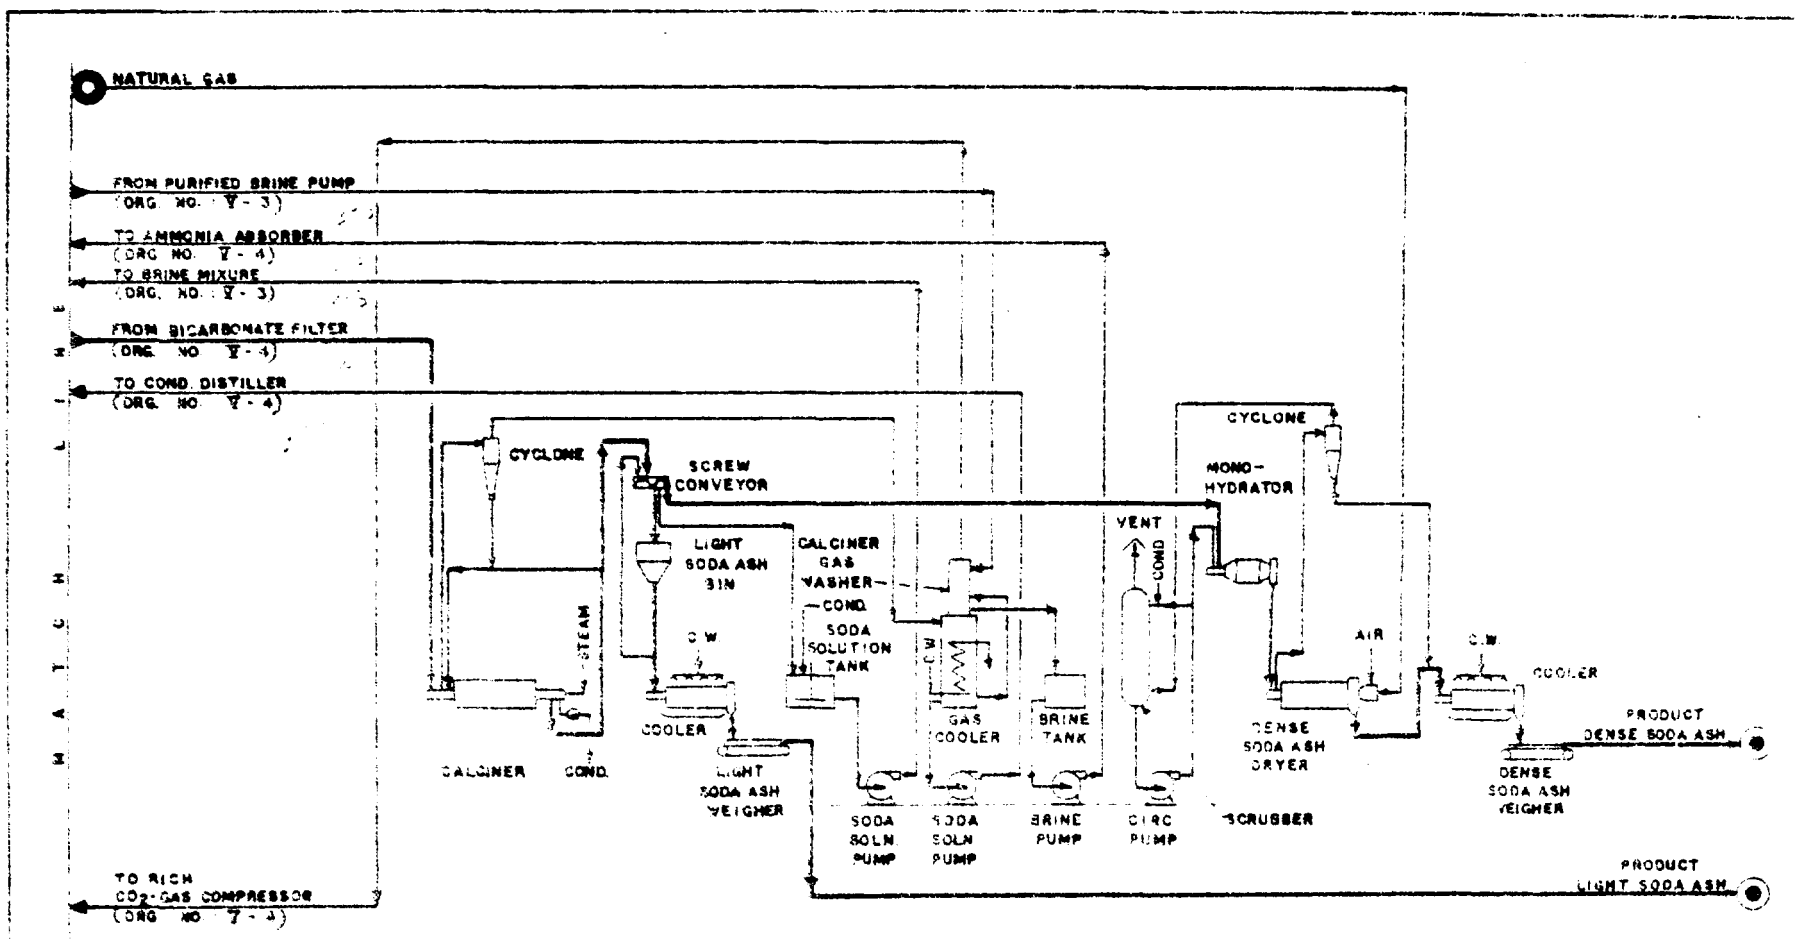 NATURAL GAS
FROM PURIFIED BRINE PUMP
(DRG. NO. V-3)
TO AMMONIA ABSORBER
(DRG NO. V-4)
TO BRINE MIXURE
(DRG. NO. V-3)
FROM BICARBONATE FILTER
(DRG. NO. V-4)
TO COND. DISTILLER
(DRG. NO. V-4)
MATCH LINE
CYCLONE
SCREW
CONVEYOR
CYCLONE
MONO-
HYDRATOR
VENT
COND
LIGHT
SODA ASH
BIN
CALCINER
GAS
WASHER
COND.
SODA
SOLUTION
TANK
STEAM
C.W.
C.W.
AIR
C.W.
COOLER
CALCINER
COND.
COOLER
LIGHT
SODA ASH
WEIGHER
GAS
COOLER
BRINE
TANK
DENSE
SODA ASH
DRYER
PRODUCT
DENSE SODA ASH
DENSE
SODA ASH
WEIGHER
SODA
SOLN.
PUMP
SODA
SOLN
PUMP
BRINE
PUMP
CIRC
PUMP
SCRUBBER
PRODUCT
LIGHT SODA ASH
TO RICH
CO2-GAS COMPRESSOR
(DRG NO. V-4)